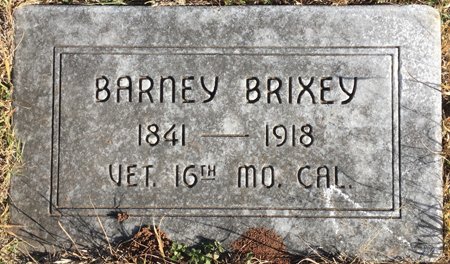 BARNEY BRIXEY
1841 — 1918
VET. 16TH MO. CAL.